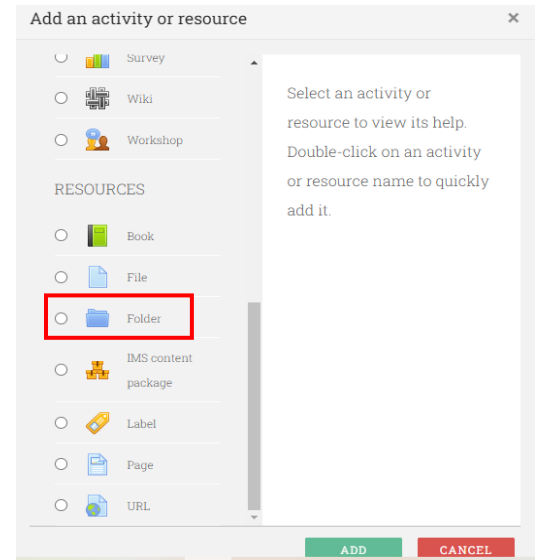 Add an activity or resource ×
Survey
Wiki
Workshop
RESOURCES
Book
File
Folder
IMS content
package
Label
Page
URL
Select an activity or
resource to view its help.
Double-click on an activity
or resource name to quickly
add it.
ADD
CANCEL